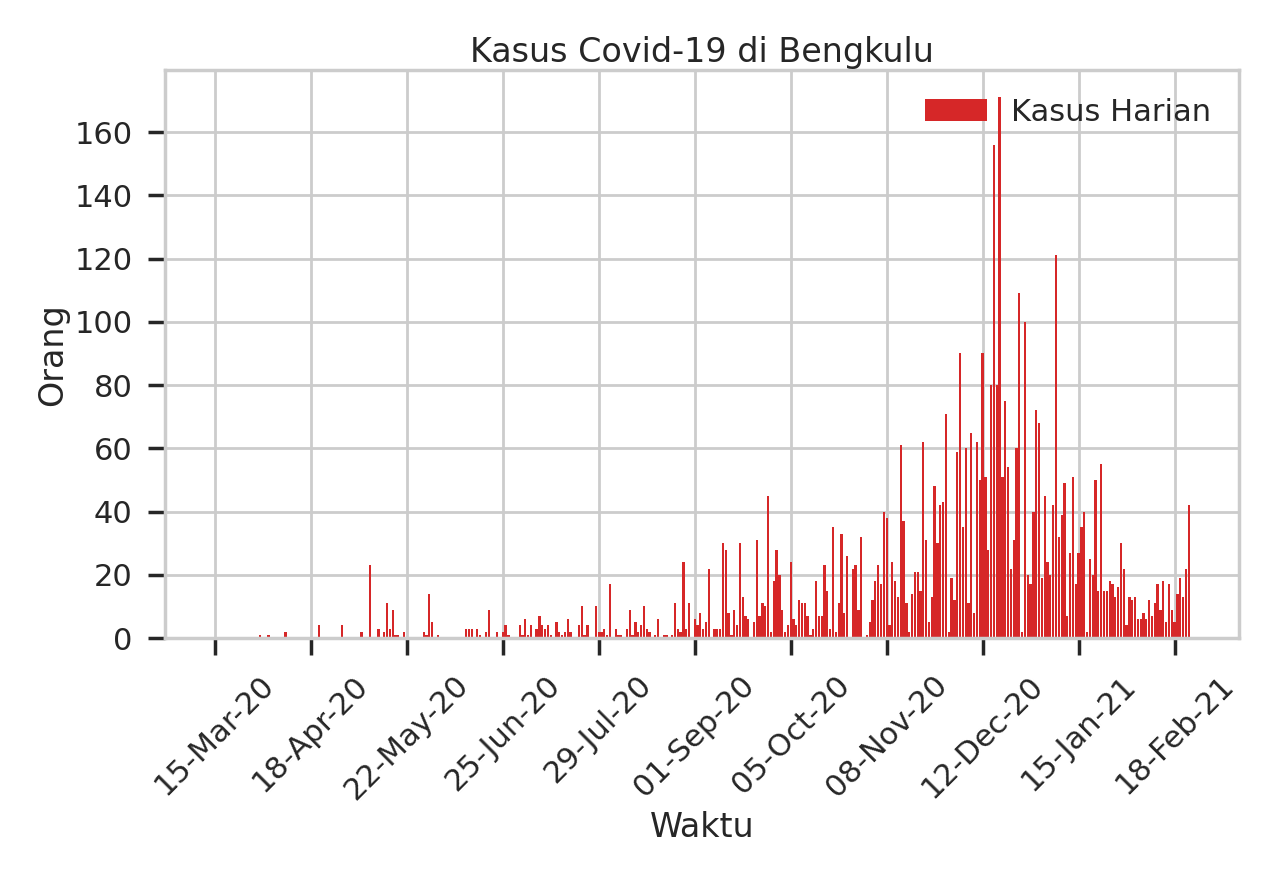 Kasus Covid-19 di Bengkulu
Kasus Harian
Orang
160
140
120
100
80
60
40
20
0
15-Mar-20
18-Apr-20
22-May-20
25-Jun-20
29-Jul-20
01-Sep-20
05-Oct-20
08-Nov-20
12-Dec-20
15-Jan-21
18-Feb-21
Waktu